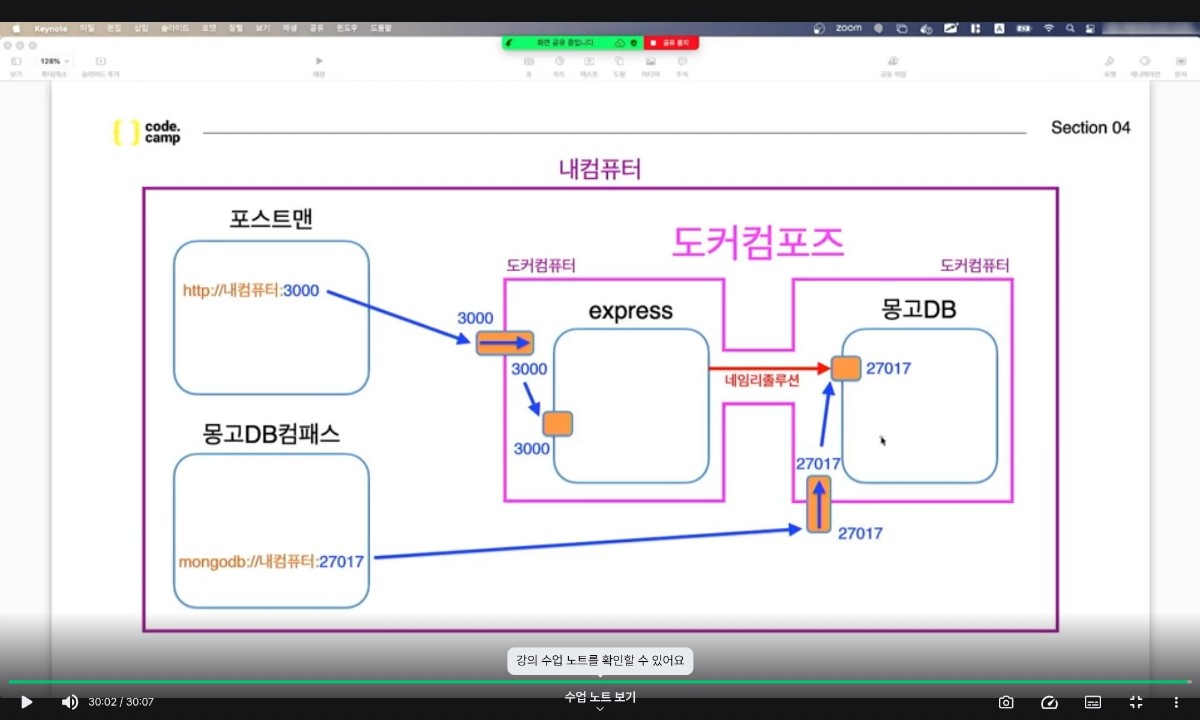 Keynote 파일 편집 삽입 슬라이드 포맷 정렬 보기 재생 공유 윈도우 도움말
zoom
화면 공유 중입니다 공유 중지
128%
보기 확대/축소 슬라이드 추가 재생 표 차트 텍스트 도형 미디어 주석 공동 작업 포맷 애니메이션 문서
code.
camp
Section 04
내컴퓨터
포스트맨
도커컴포즈
도커컴퓨터
도커컴퓨터
http://내컴퓨터:3000
express
몽고DB
3000
3000
네임리졸루션
27017
3000
몽고DB컴패스
27017
27017
mongodb://내컴퓨터:27017
강의 수업 노트를 확인할 수 있어요
30:02 / 30:07
수업 노트 보기